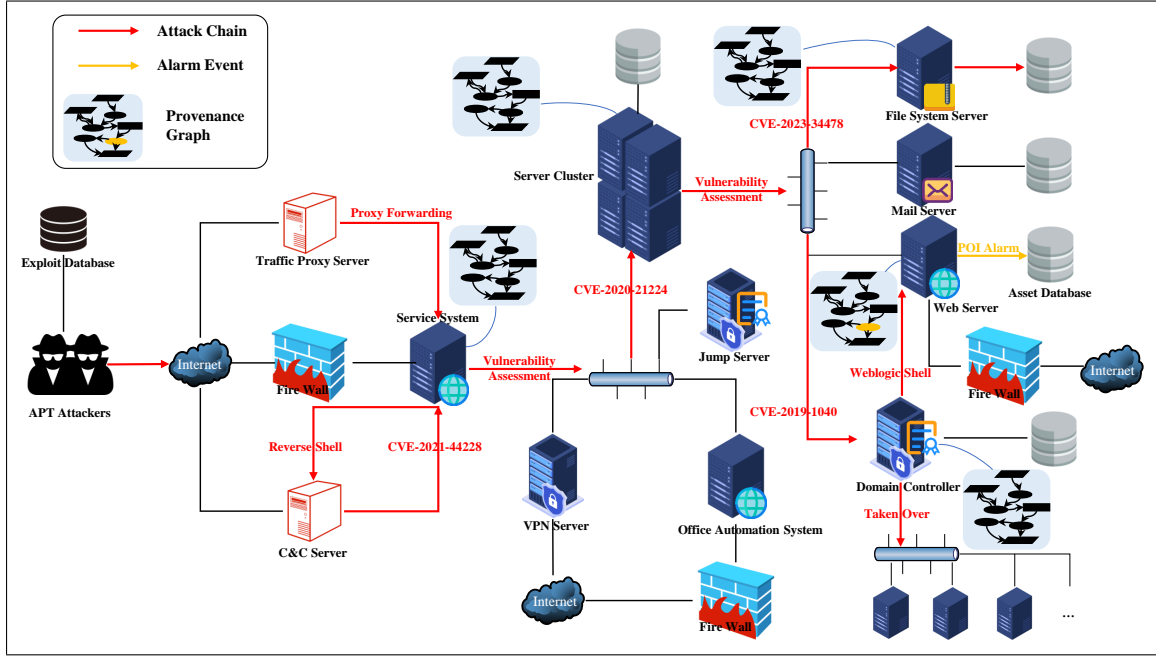 Attack Chain
Alarm Event
Provenance
Graph
Exploit Database
APT Attackers
Internet
Traffic Proxy Server
Proxy Forwarding
Fire Wall
Service System
Reverse Shell
CVE-2021-44228
C&C Server
Vulnerability
Assessment
Server Cluster
CVE-2020-21224
Jump Server
VPN Server
Office Automation System
Internet
Fire Wall
Vulnerability
Assessment
CVE-2023-34478
File System Server
Mail Server
POI Alarm
Web Server
Asset Database
Weblogic Shell
Fire Wall
Internet
CVE-2019-1040
Domain Controller
Taken Over
...